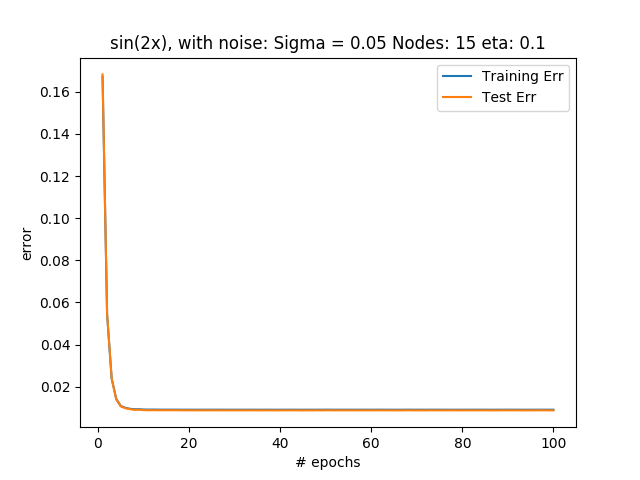 sin(2x), with noise: Sigma = 0.05 Nodes: 15 eta: 0.1
Training Err
Test Err
error
0.16
0.14
0.12
0.10
0.08
0.06
0.04
0.02
0 20 40 60 80 100
# epochs